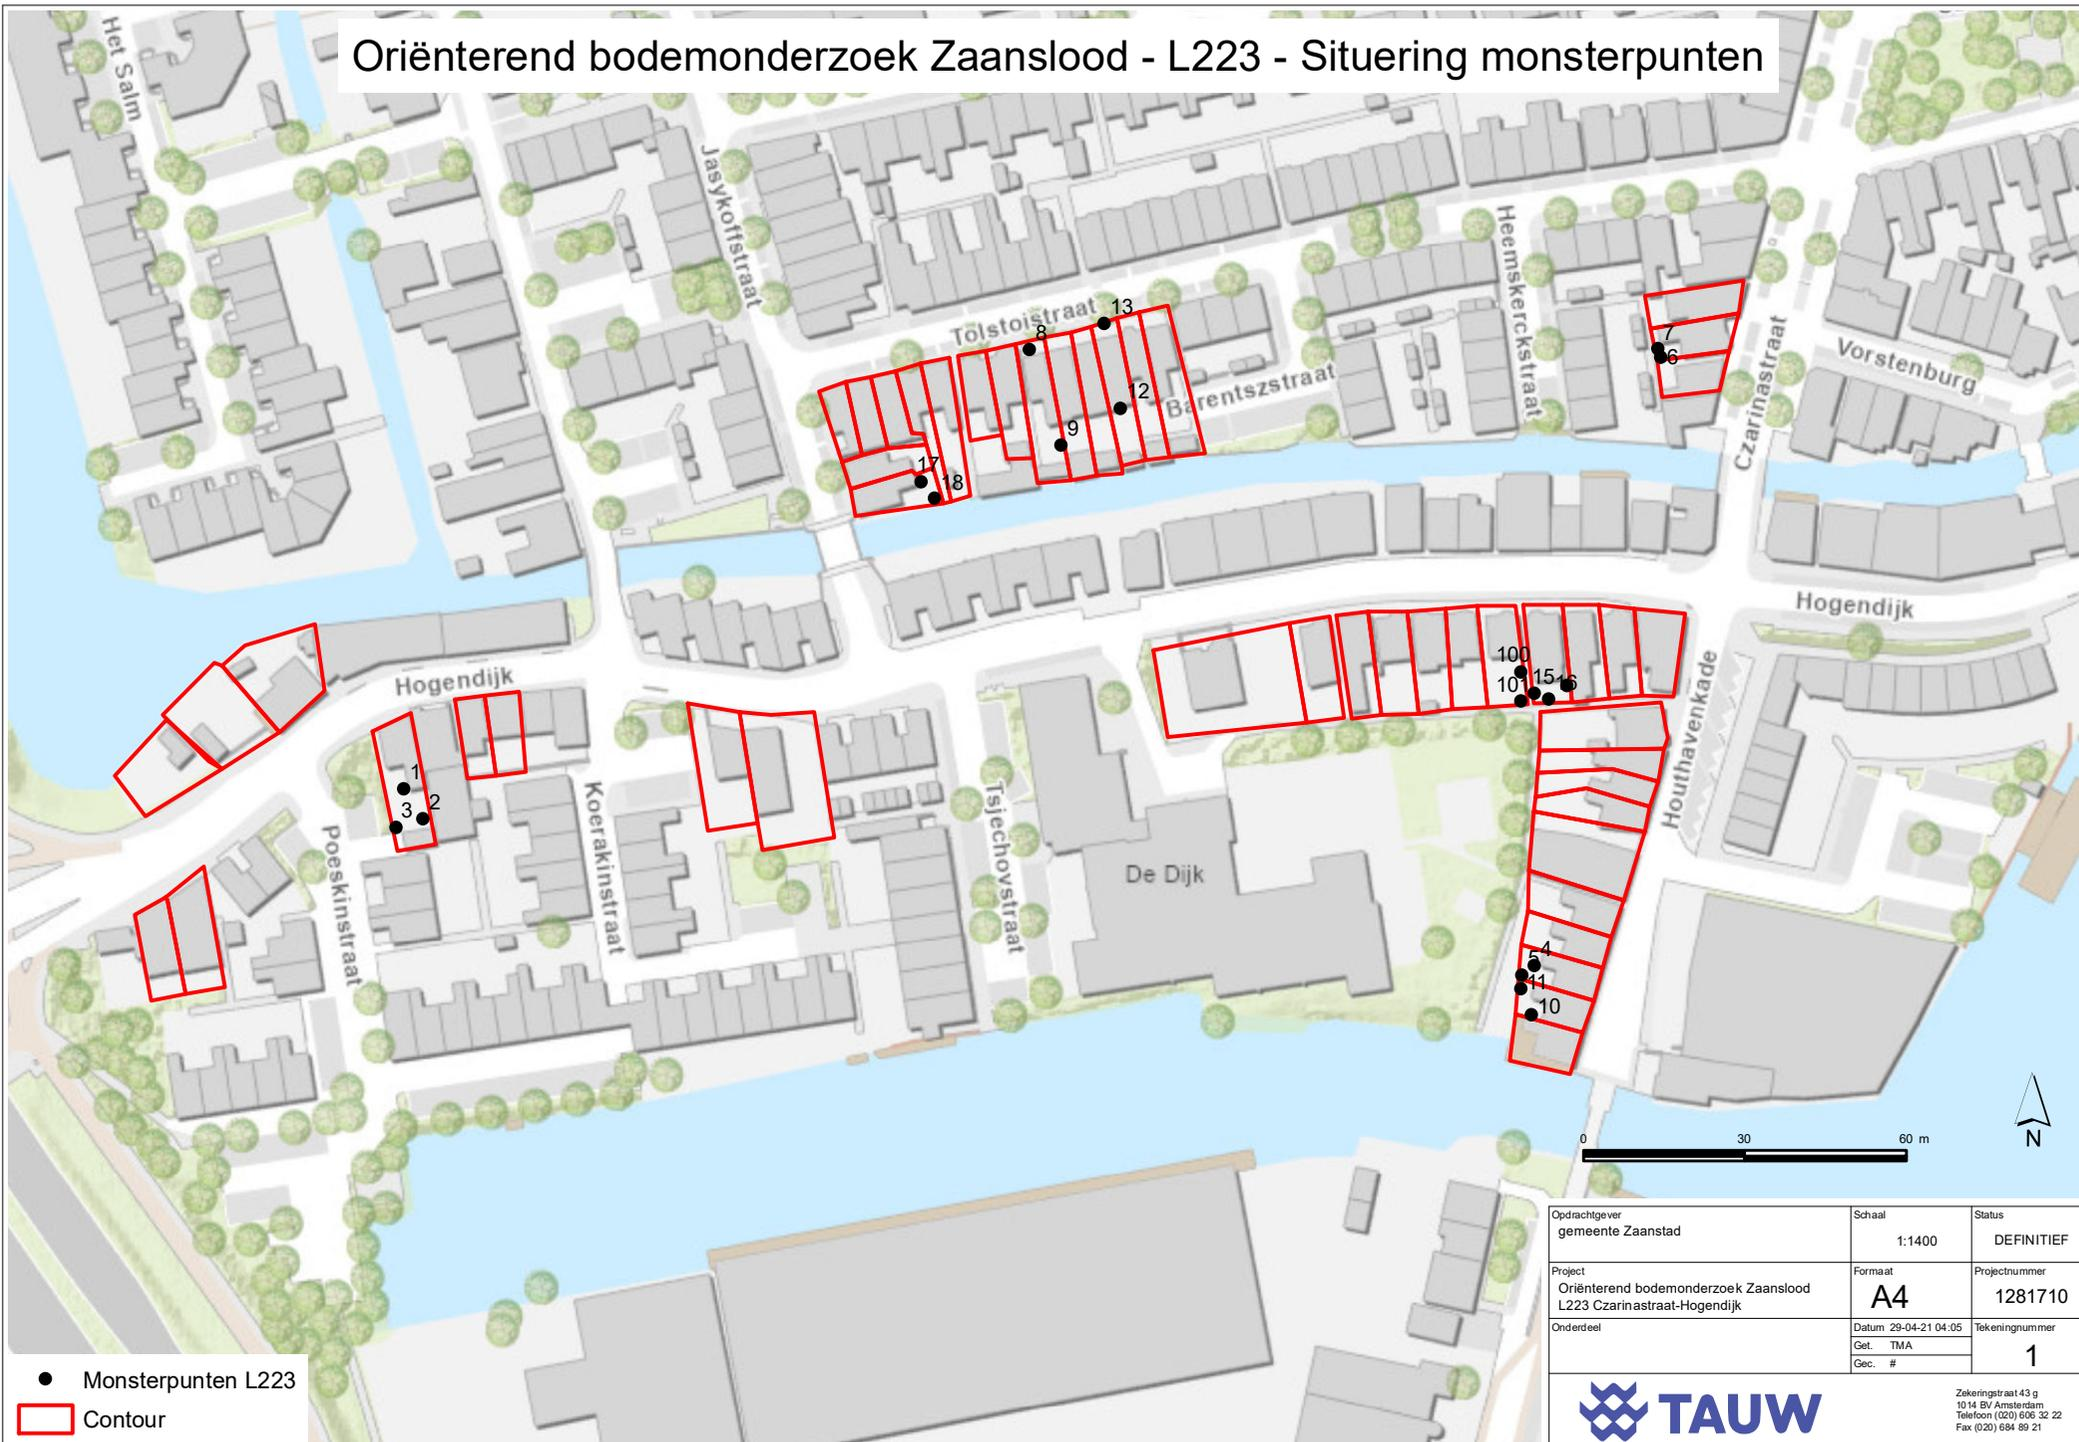 Oriënterend bodemonderzoek Zaanslood - L223 - Situering monsterpunten
Het Salm
Jasykoffstraat
Heemskerckstraat
Tolstoistraat
13
8
7
6
Czarinastraat
Vorstenburg
12
Barentszstraat
9
17
18
Hogendijk
Hogendijk
100
15
16
101
Houthavenkade
1
2
3
Poeskinstraat
Koerakinstraat
Tsjechovstraat
De Dijk
4
5
11
10
0 30 60 m
N
Opdrachtgever
gemeente Zaanstad
Schaal
1:1400
Status
DEFINITIEF
Project
Oriënterend bodemonderzoek Zaanslood
L223 Czarinastraat-Hogendijk
Formaat
A4
Projectnummer
1281710
Onderdeel
Datum 29-04-21 04:05
Get. TMA
Gec. #
Tekeningnummer
1
TAUW
Zekeringstraat 43 g
1014 BV Amsterdam
Telefoon (020) 606 32 22
Fax (020) 684 89 21
Monsterpunten L223
Contour